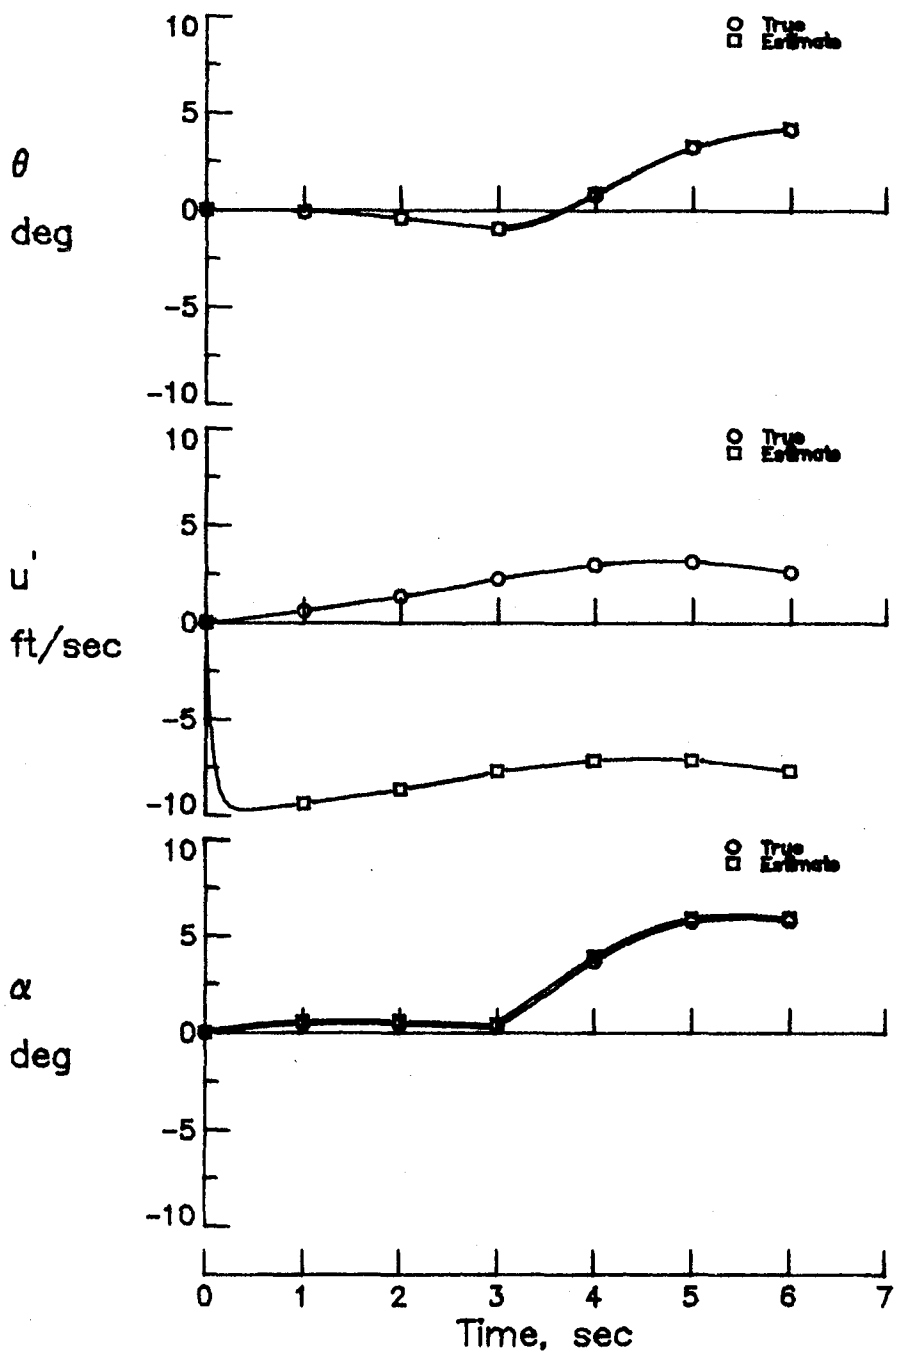 10
True
Estimate
5
θ
0
deg
-5
-10
10
True
Estimate
5
u'
0
ft/sec
-5
-10
10
True
Estimate
5
α
0
deg
-5
-10
0 1 2 3 4 5 6 7
Time, sec